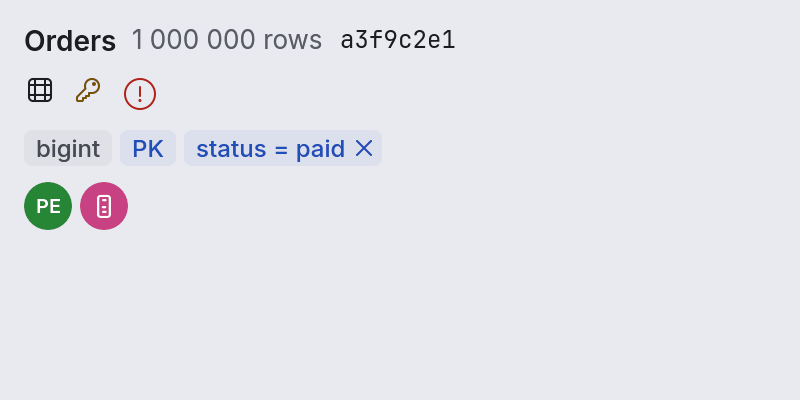 Orders 1 000 000 rows a3f9c2e1
bigint PK status = paid
PE